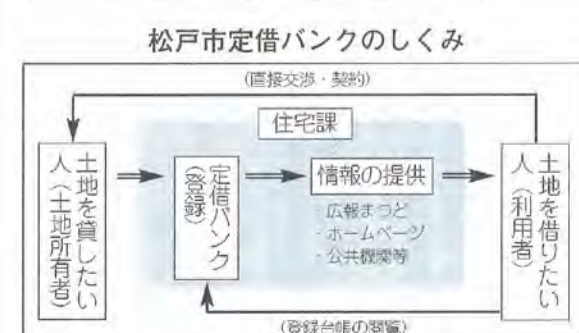 松戸市定借バンクのしくみ
(直接交渉・契約)
住宅課
土地を貸したい
人(土地所有者)
定借バンク
(登録)
情報の提供
・広報まつど
・ホームページ
・公共機関等
土地を借りたい
人(利用者)
(登録台帳の閲覧)